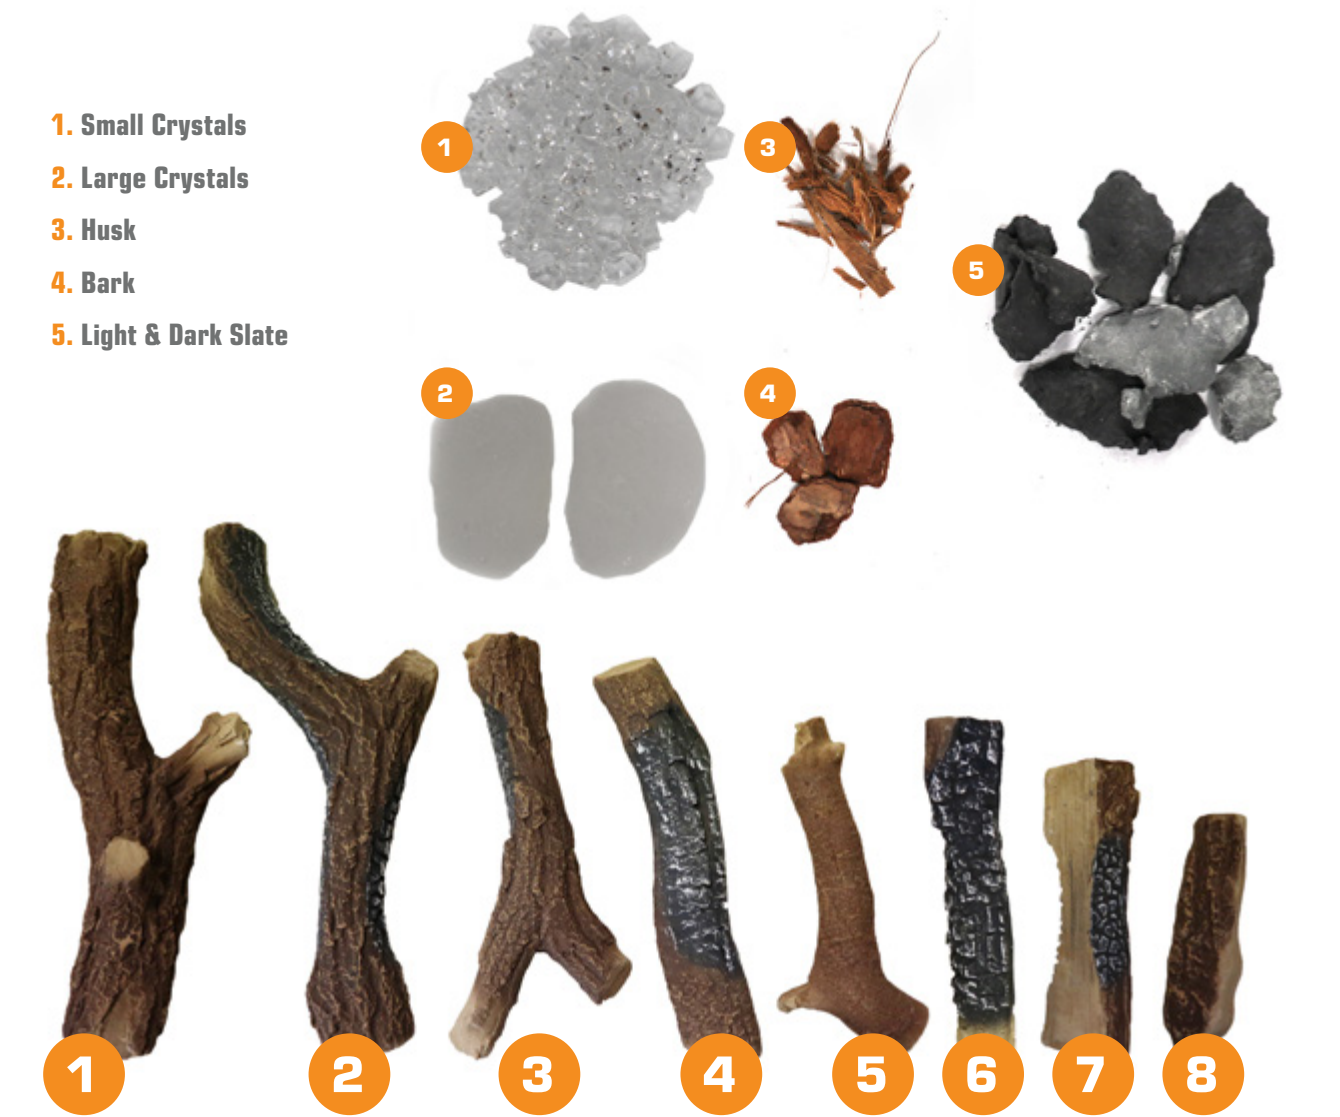 1. Small Crystals
2. Large Crystals
3. Husk
4. Bark
5. Light & Dark Slate
1
3
5
2
4
1
2
3
4
5
6
7
8